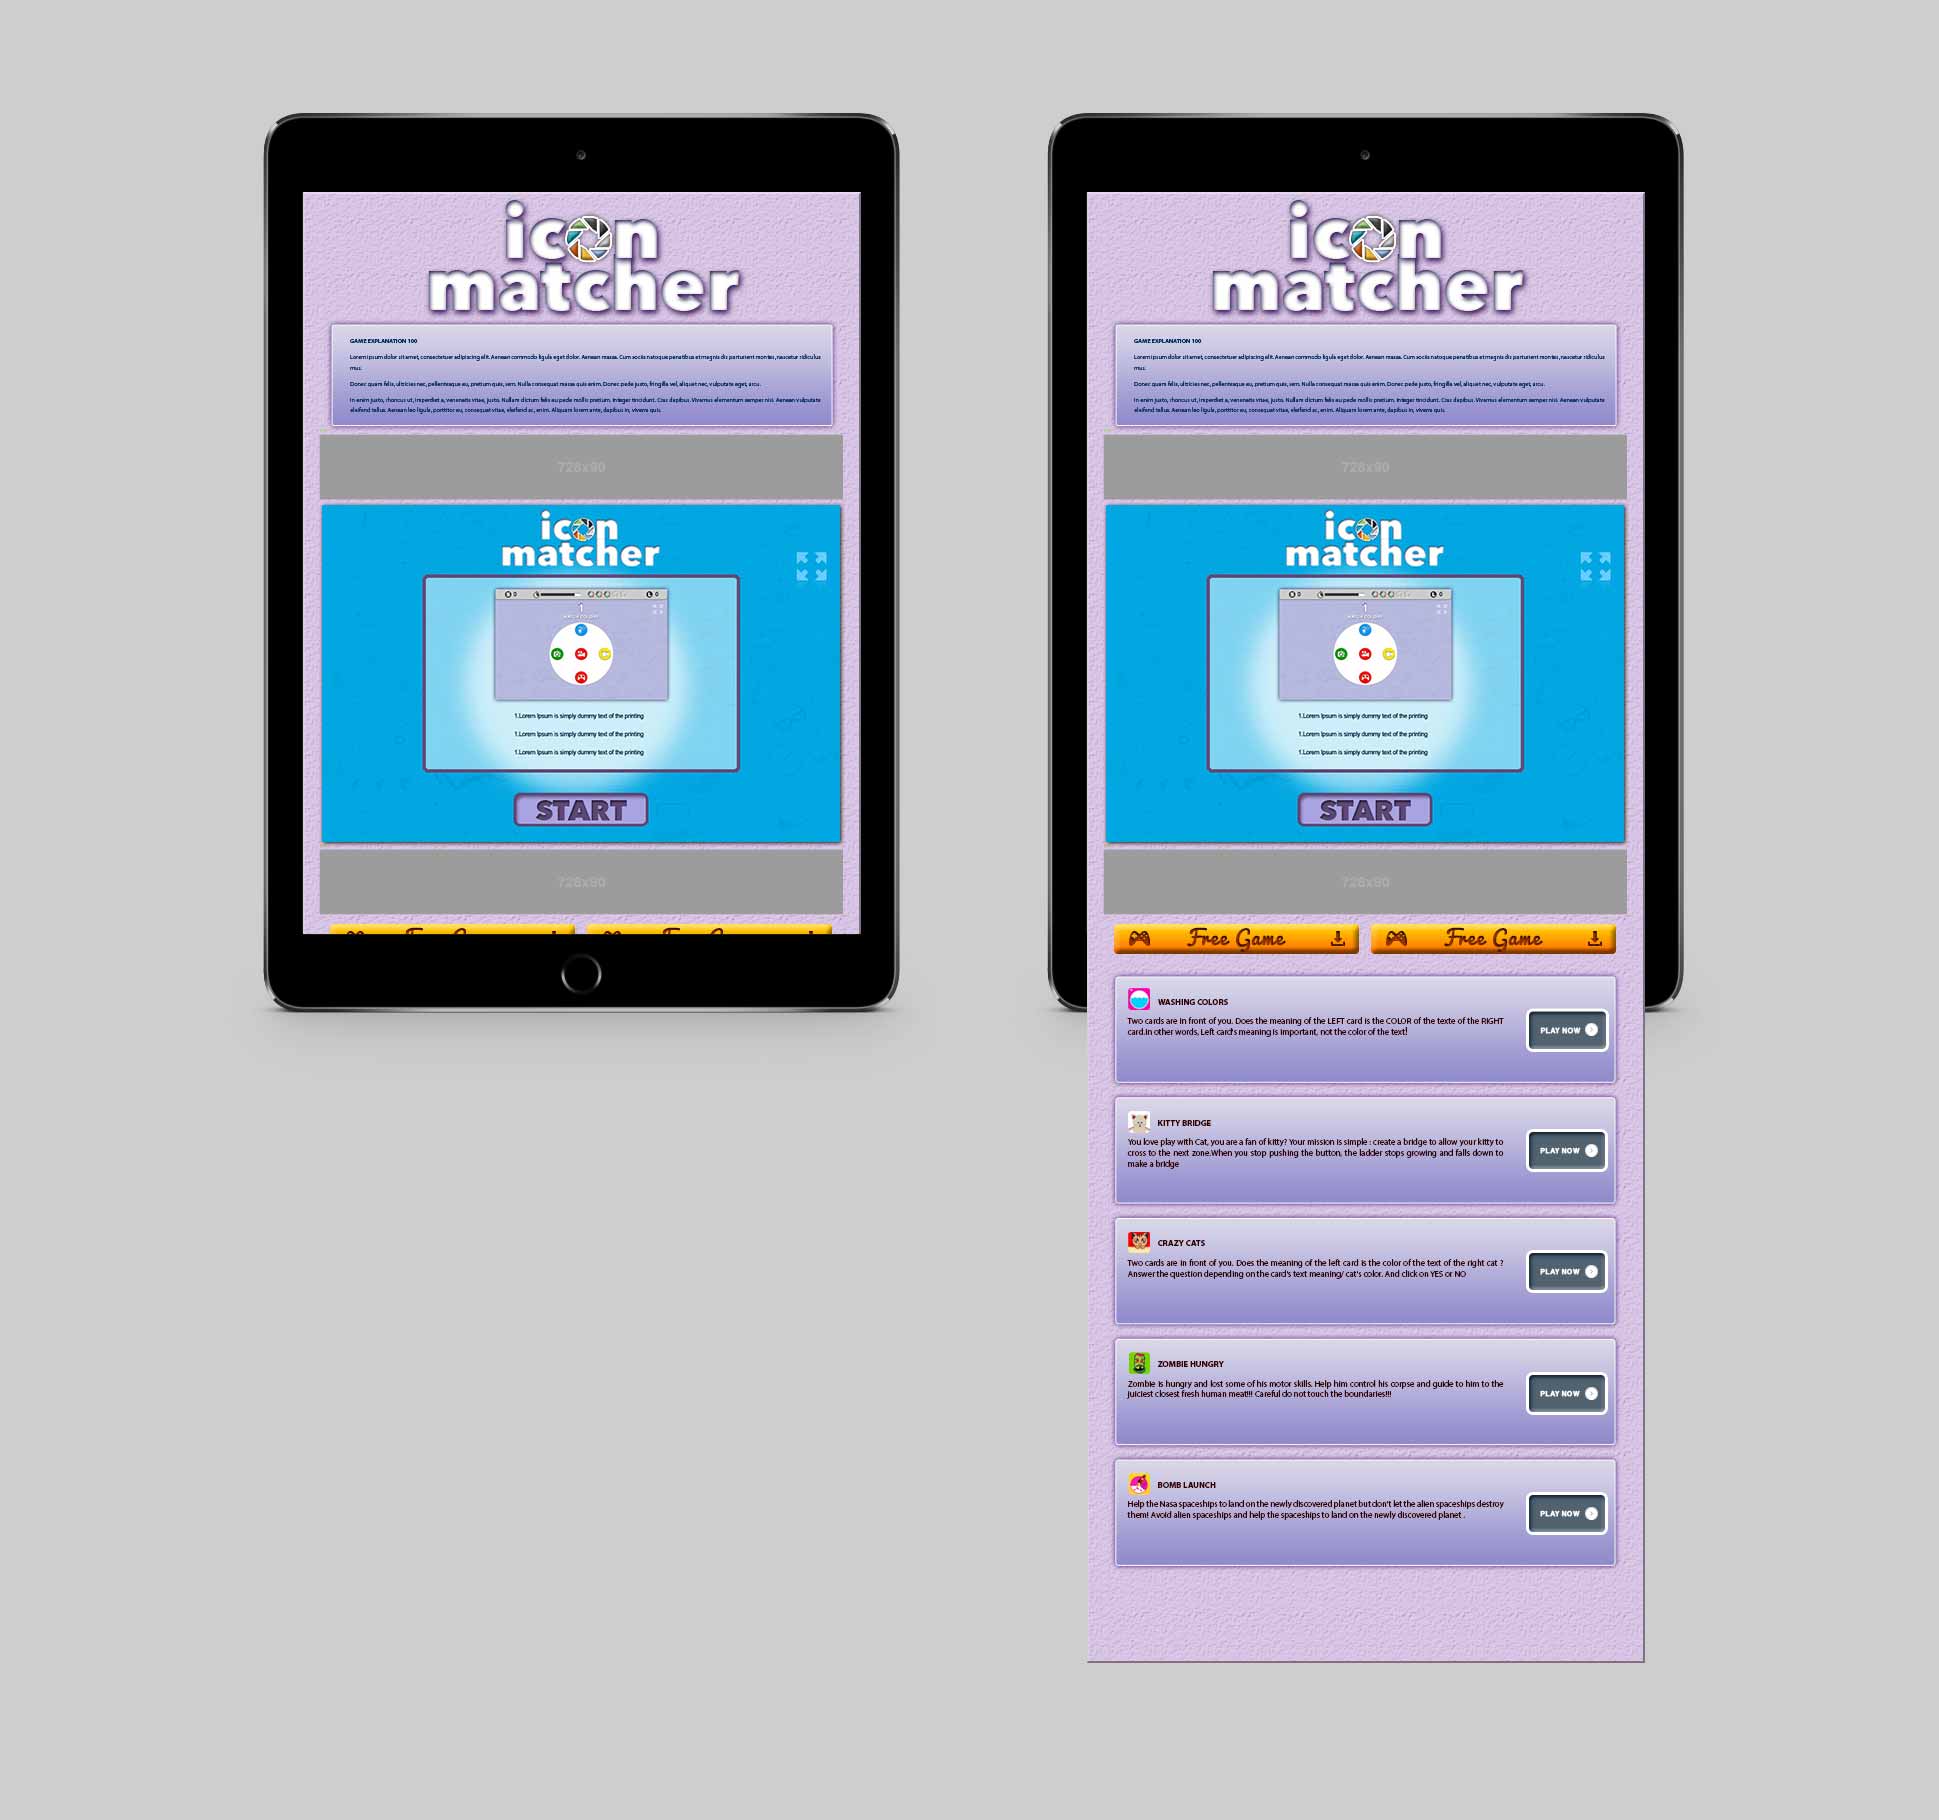 icon
matcher
GAME EXPLANATION 100
Lorem ipsum dolor sit amet, consectetuer adipiscing elit. Aenean commodo ligula eget dolor. Aenean massa. Cum sociis natoque penatibus et magnis dis parturient montes, nascetur ridiculus
mus.
Donec quam felis, ultricies nec, pellentesque eu, pretium quis, sem. Nulla consequat massa quis enim. Donec pede justo, fringilla vel, aliquet nec, vulputate eget, arcu.
In enim justo, rhoncus ut, imperdiet a, venenatis vitae, justo. Nullam dictum felis eu pede mollis pretium. Integer tincidunt. Cras dapibus. Vivamus elementum semper nisi. Aenean vulputate
eleifend tellus. Aenean leo ligula, porttitor eu, consequat vitae, eleifend ac, enim. Aliquam lorem ante, dapibus in, viverra quis.
728x90
icon
matcher
0 0
1
1.Lorem Ipsum is simply dummy text of the printing
1.Lorem Ipsum is simply dummy text of the printing
1.Lorem Ipsum is simply dummy text of the printing
START
728x90
Free Game Free Game
icon
matcher
GAME EXPLANATION 100
Lorem ipsum dolor sit amet, consectetuer adipiscing elit. Aenean commodo ligula eget dolor. Aenean massa. Cum sociis natoque penatibus et magnis dis parturient montes, nascetur ridiculus
mus.
Donec quam felis, ultricies nec, pellentesque eu, pretium quis, sem. Nulla consequat massa quis enim. Donec pede justo, fringilla vel, aliquet nec, vulputate eget, arcu.
In enim justo, rhoncus ut, imperdiet a, venenatis vitae, justo. Nullam dictum felis eu pede mollis pretium. Integer tincidunt. Cras dapibus. Vivamus elementum semper nisi. Aenean vulputate
eleifend tellus. Aenean leo ligula, porttitor eu, consequat vitae, eleifend ac, enim. Aliquam lorem ante, dapibus in, viverra quis.
728x90
icon
matcher
0 0
1
1.Lorem Ipsum is simply dummy text of the printing
1.Lorem Ipsum is simply dummy text of the printing
1.Lorem Ipsum is simply dummy text of the printing
START
728x90
Free Game Free Game
WASHING COLORS
Two cards are in front of you. Does the meaning of the LEFT card is the COLOR of the texte of the RIGHT
card.In other words, Left card's meaning is important, not the color of the text!
PLAY NOW
KITTY BRIDGE
You love play with Cat, you are a fan of kitty? Your mission is simple : create a bridge to allow your kitty to
cross to the next zone.When you stop pushing the button, the ladder stops growing and falls down to
make a bridge
PLAY NOW
CRAZY CATS
Two cards are in front of you. Does the meaning of the left card is the color of the text of the right cat ?
Answer the question depending on the card's text meaning/ cat's color. And click on YES or NO
PLAY NOW
ZOMBIE HUNGRY
Zombie is hungry and lost some of his motor skills. Help him control his corpse and guide to him to the
juiciest closest fresh human meat!!! Careful do not touch the boundaries!!!
PLAY NOW
BOMB LAUNCH
Help the Nasa spaceships to land on the newly discovered planet but don't let the alien spaceships destroy
them! Avoid alien spaceships and help the spaceships to land on the newly discovered planet .
PLAY NOW